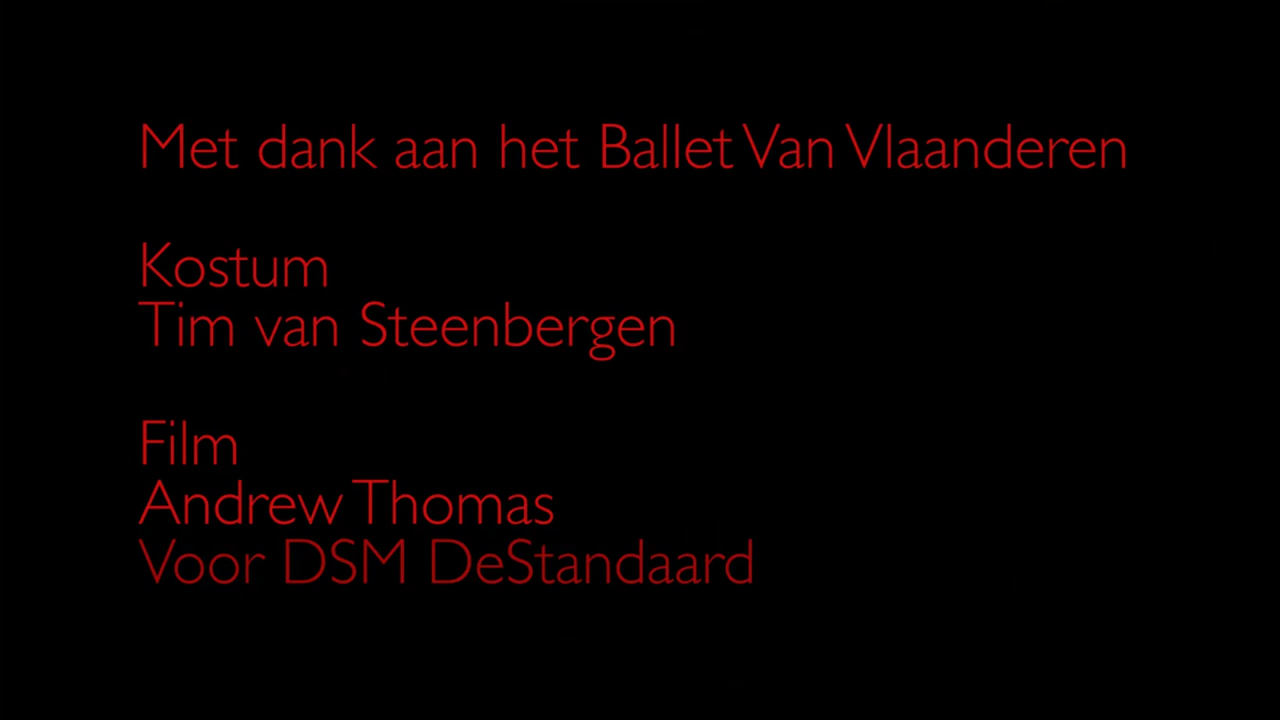 Met dank aan het Ballet Van Vlaanderen
Kostum
Tim van Steenbergen
Film
Andrew Thomas
Voor DSM DeStandaard